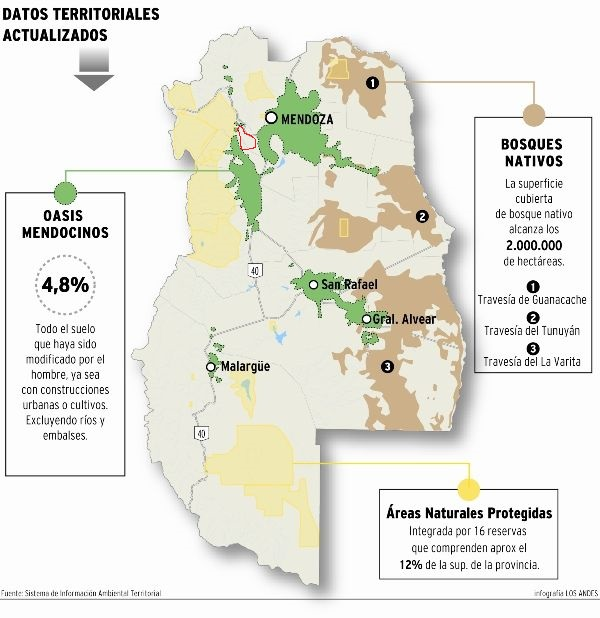 DATOS TERRITORIALES
ACTUALIZADOS
1
MENDOZA
BOSQUES
NATIVOS
La superficie
cubierta
de bosque nativo
alcanza los
2.000.000
de hectáreas.
1
Travesía de Guanacache
2
Travesía del Tunuyán
3
Travesía del La Varita
OASIS
MENDOCINOS
4,8%
Todo el suelo
que haya sido
modificado por el
hombre, ya sea
con construcciones
urbanas o cultivos.
Excluyendo ríos y
embalses.
2
40
San Rafael
Gral. Alvear
Malargüe
3
40
Áreas Naturales Protegidas
Integrada por 16 reservas
que comprenden aprox el
12% de la sup. de la provincia.
Fuente: Sistema de Información Ambiental Territorial
infografía LOS ANDES